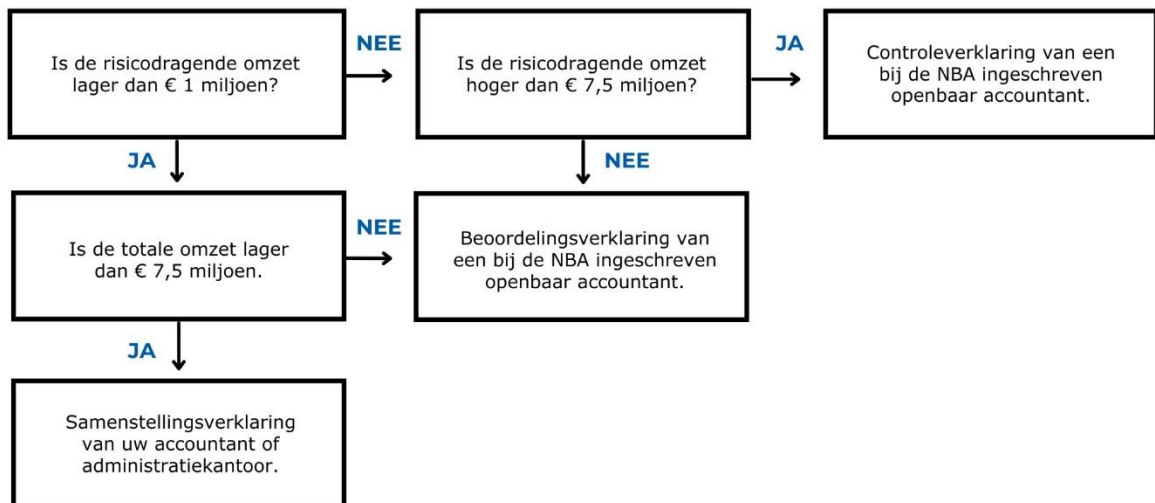 Is de risicodragende omzet
lager dan € 1 miljoen?
NEE
Is de risicodragende omzet
hoger dan € 7,5 miljoen?
JA
Controleverklaring van een
bij de NBA ingeschreven
openbaar accountant.
JA
NEE
Is de totale omzet lager
dan € 7,5 miljoen.
NEE
Beoordelingsverklaring van
een bij de NBA ingeschreven
openbaar accountant.
JA
Samenstellingsverklaring
van uw accountant of
administratiekantoor.